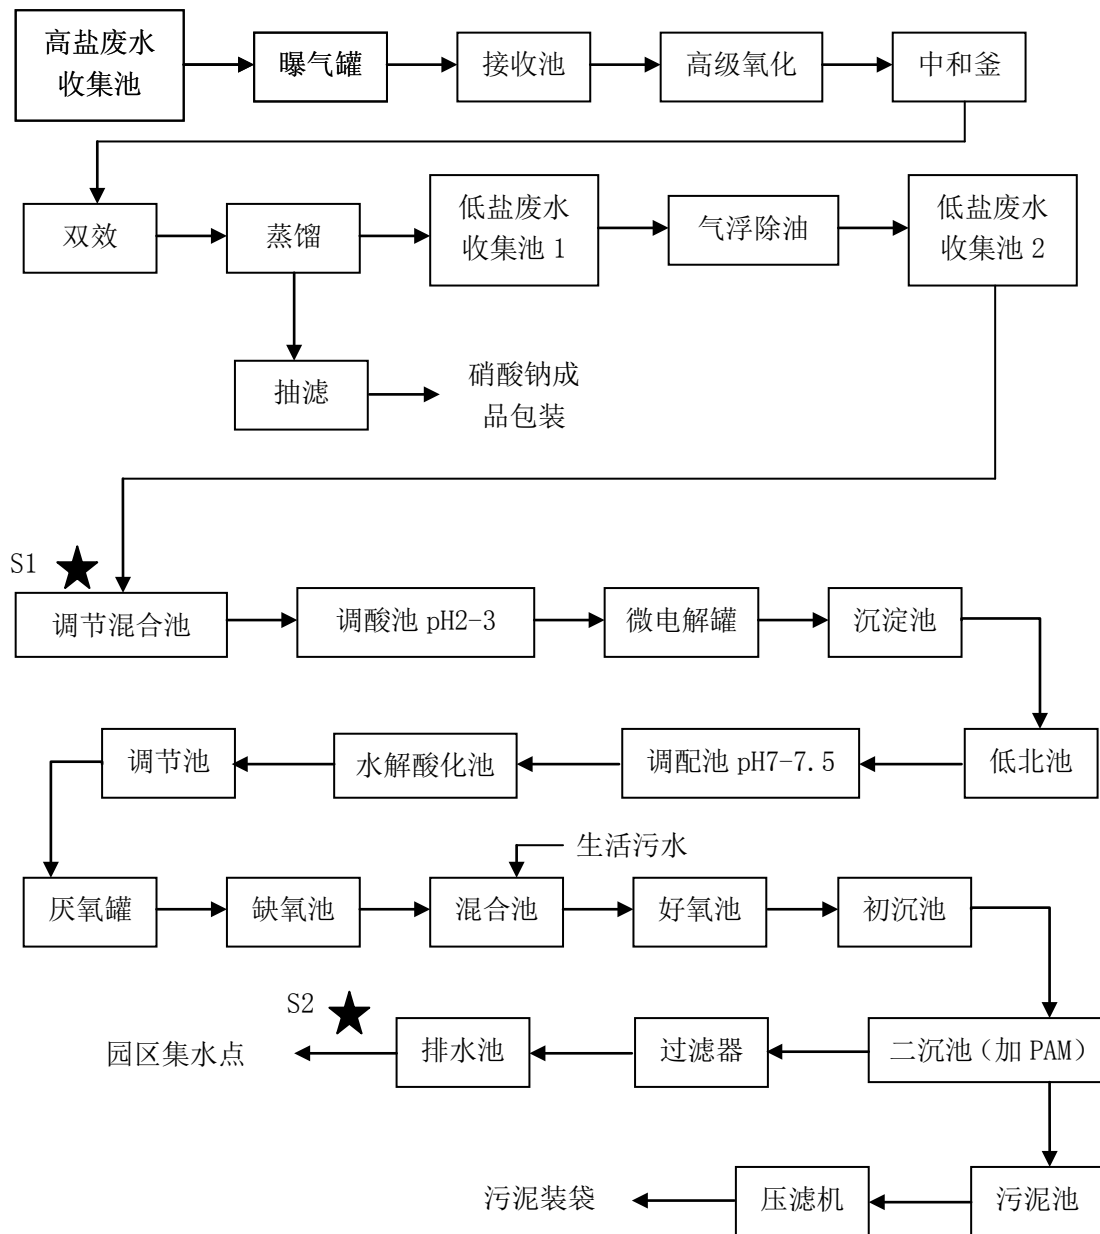 高盐废水
收集池
曝气罐
接收池
高级氧化
中和釜
双效
蒸馏
低盐废水
收集池 1
气浮除油
低盐废水
收集池 2
抽滤
硝酸钠成
品包装
S1
调节混合池
调酸池 pH2-3
微电解罐
沉淀池
调节池
水解酸化池
调配池 pH7-7.5
低北池
生活污水
厌氧罐
缺氧池
混合池
好氧池
初沉池
S2
园区集水点
排水池
过滤器
二沉池（加 PAM）
污泥装袋
压滤机
污泥池